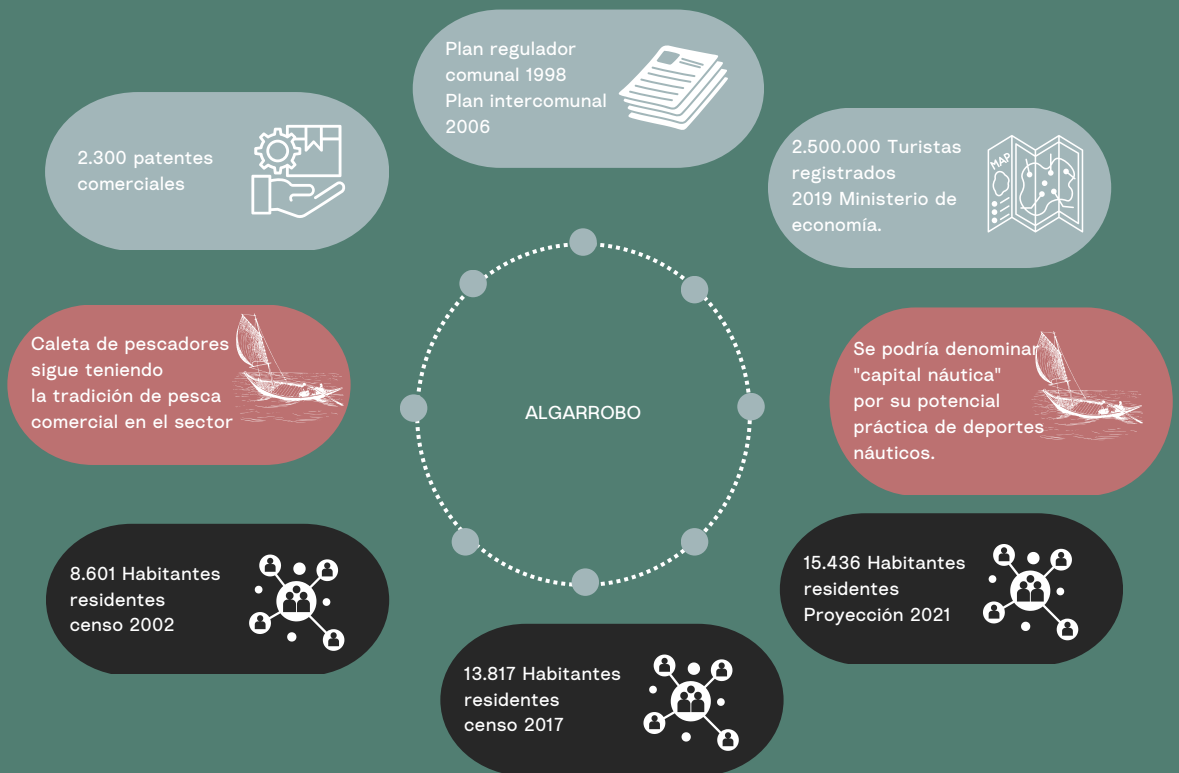 Plan regulador
comunal 1998
Plan intercomunal
2006
2.300 patentes
comerciales
2.500.000 Turistas
registrados
2019 Ministerio de
economía.
MAP
Caleta de pescadores
sigue teniendo
la tradición de pesca
comercial en el sector
ALGARROBO
Se podría denominar
"capital náutica"
por su potencial
práctica de deportes
náuticos.
8.601 Habitantes
residentes
censo 2002
13.817 Habitantes
residentes
censo 2017
15.436 Habitantes
residentes
Proyección 2021